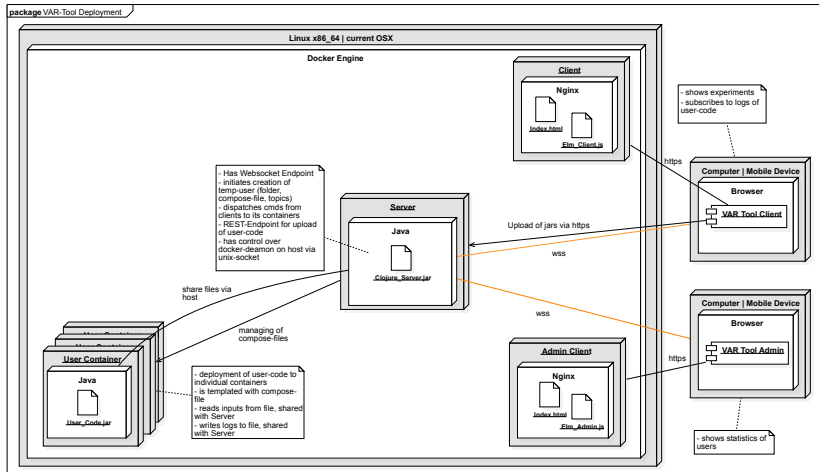 package VAR-Tool Deployment
Linux x86_64 | current OSX
Docker Engine
Client
Nginx
Index.html
Elm_Client.js
- shows experiments
- subscribes to logs of
user-code
https
Computer | Mobile Device
Browser
VAR Tool Client
- Has Websocket Endpoint
- initiates creation of
temp-user (folder,
compose-file, topics)
- dispatches cmds from
clients to its containers
- REST-Endpoint for upload
of user-code
- has control over
docker-deamon on host via
unix-socket
Server
Java
Clojure_Server.jar
Upload of jars via https
wss
wss
share files via
host
managing of
compose-files
Computer | Mobile Device
Browser
VAR Tool Admin
https
User Container
User Container
User Container
Java
User_Code.jar
- deployment of user-code to
individual containers
- is templated with compose-
file
- reads inputs from file, shared
with Server
- writes logs to file, shared
with Server
Admin Client
Nginx
Index.html
Elm_Admin.js
- shows statistics of
users